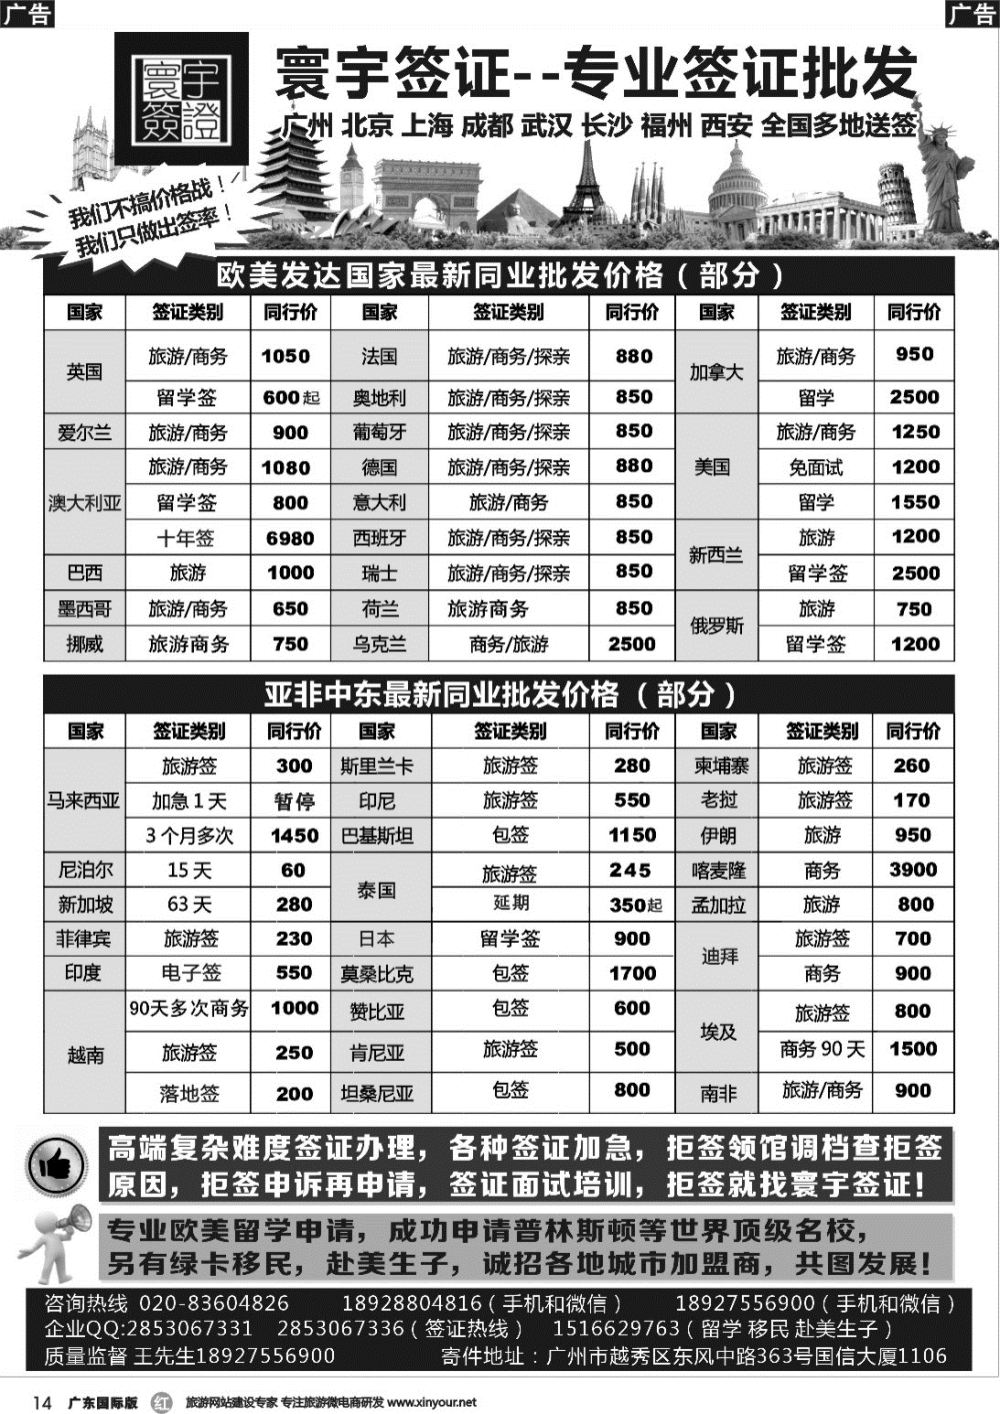 广告
广告
寰宇
签證
寰宇签证--专业签证批发
广州 北京 上海 成都 武汉 长沙 福州 西安 全国多地送签
我们不搞价格战！
我们只做出签率！
欧美发达国家最新同业批发价格（部分）
国家 签证类别 同行价 国家 签证类别 同行价 国家 签证类别 同行价
英国 旅游/商务 1050 法国 旅游/商务/探亲 880 加拿大 旅游/商务 950
留学签 600起 奥地利 旅游/商务/探亲 850 留学 2500
爱尔兰 旅游/商务 900 葡萄牙 旅游/商务/探亲 850 美国 旅游/商务 1250
澳大利亚 旅游/商务 1080 德国 旅游/商务/探亲 880 免面试 1200
留学签 800 意大利 旅游/商务 850 留学 1550
十年签 6980 西班牙 旅游/商务/探亲 850 新西兰 旅游 1200
巴西 旅游 1000 瑞士 旅游/商务/探亲 850 留学签 2500
墨西哥 旅游/商务 650 荷兰 旅游商务 850 俄罗斯 旅游 750
挪威 旅游商务 750 乌克兰 商务/旅游 2500 留学签 1200
亚非中东最新同业批发价格（部分）
国家 签证类别 同行价 国家 签证类别 同行价 国家 签证类别 同行价
马来西亚 旅游签 300 斯里兰卡 旅游签 280 柬埔寨 旅游签 260
加急1天 暂停 印尼 旅游签 550 老挝 旅游签 170
3个月多次 1450 巴基斯坦 包签 1150 伊朗 旅游 950
尼泊尔 15天 60 泰国 旅游签 245 喀麦隆 商务 3900
新加坡 63天 280 延期 350起 孟加拉 旅游 800
菲律宾 旅游签 230 日本 留学签 900 迪拜 旅游签 700
印度 电子签 550 莫桑比克 包签 1700 商务 900
越南 90天多次商务 1000 赞比亚 包签 600 埃及 旅游签 800
旅游签 250 肯尼亚 旅游签 500 商务90天 1500
落地签 200 坦桑尼亚 包签 800 南非 旅游/商务 900
高端复杂难度签证办理，各种签证加急，拒签领馆调档查拒签
原因，拒签申诉再申请，签证面试培训，拒签就找寰宇签证！
专业欧美留学申请，成功申请普林斯顿等世界顶级名校，
另有绿卡移民，赴美生子，诚招各地城市加盟商，共图发展！
咨询热线 020-83604826 18928804816（手机和微信） 18927556900（手机和微信）
企业QQ:2853067331 2853067336（签证热线） 1516629763（留学 移民 赴美生子）
质量监督 王先生18927556900 寄件地址：广州市越秀区东风中路363号国信大厦1106
14 广东国际版 红 旅游网站建设专家 专注旅游微电商研发 www.xinyour.net